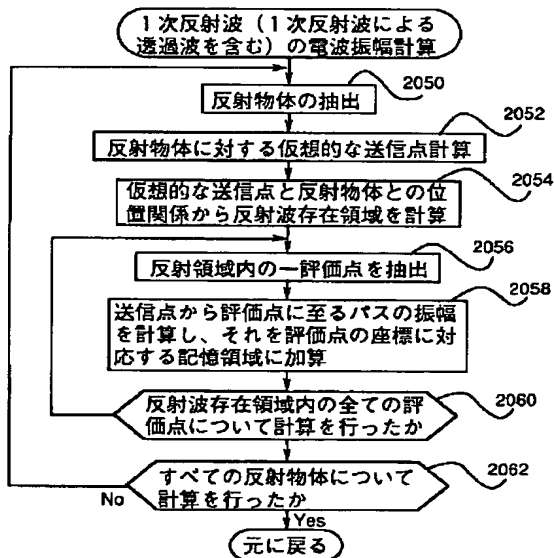 1次反射波（1次反射波による
透過波を含む）の電波振幅計算
2050
反射物体の抽出
2052
反射物体に対する仮想的な送信点計算
2054
仮想的な送信点と反射物体との位
置関係から反射波存在領域を計算
2056
反射領域内の一評価点を抽出
2058
送信点から評価点に至るパスの振幅
を計算し、それを評価点の座標に対
応する記憶領域に加算
2060
反射波存在領域内の全ての評
価点について計算を行ったか
2062
すべての反射物体について
計算を行ったか
No
Yes
元に戻る